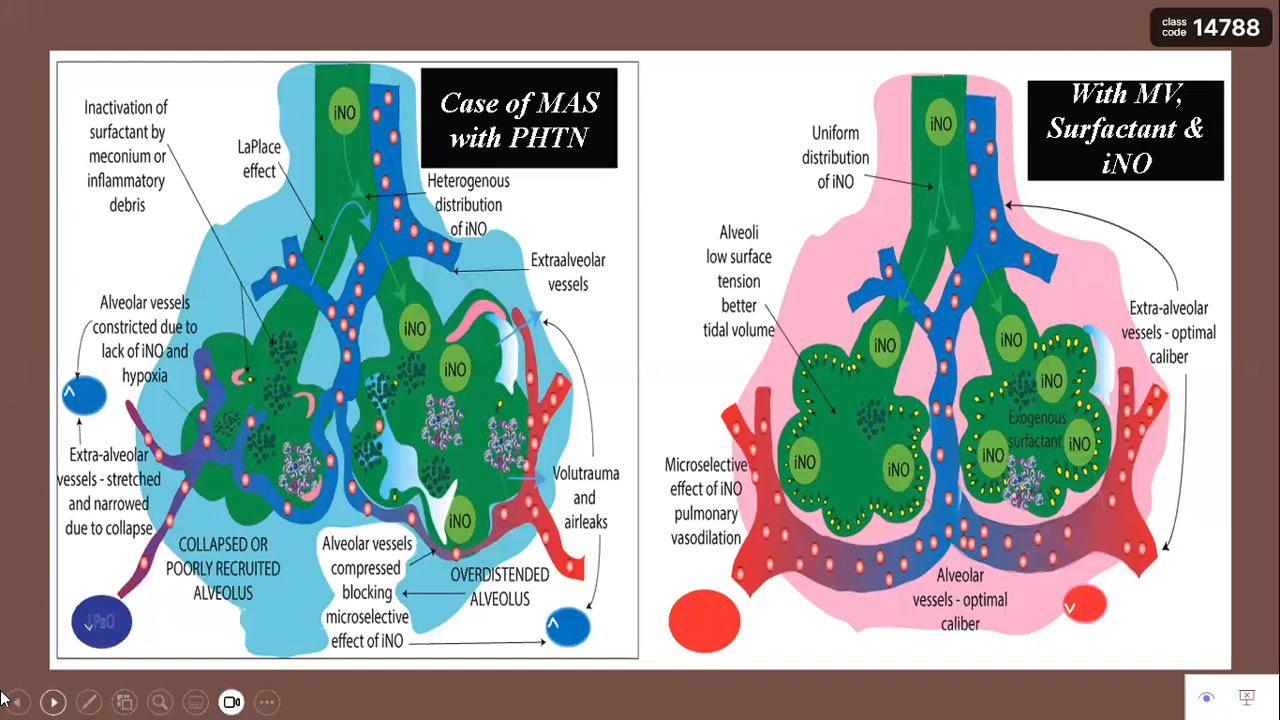 class
code 14788
Case of MAS
with PHTN
Inactivation of
surfactant by
meconium or
inflammatory
debris
LaPlace
effect
iNO
Heterogenous
distribution
of iNO
Extraalveolar
vessels
Alveolar vessels
constricted due to
lack of iNO and
hypoxia
iNO
iNO
Extra-alveolar
vessels - stretched
and narrowed
due to collapse
Volutrauma
and
airleaks
iNO
COLLAPSED OR
POORLY RECRUITED
ALVEOLUS
Alveolar vessels
compressed
blocking
microselective
effect of iNO
OVERDISTENDED
ALVEOLUS
With MV,
Surfactant &
iNO
iNO
Uniform
distribution
of iNO
Alveoli
low surface
tension
better
tidal volume
Extra-alveolar
vessels - optimal
caliber
iNO
iNO
iNO
Exogenous
surfactant
iNO
iNO
iNO
iNO
Microselective
effect of iNO
pulmonary
vasodilation
Alveolar
vessels - optimal
caliber